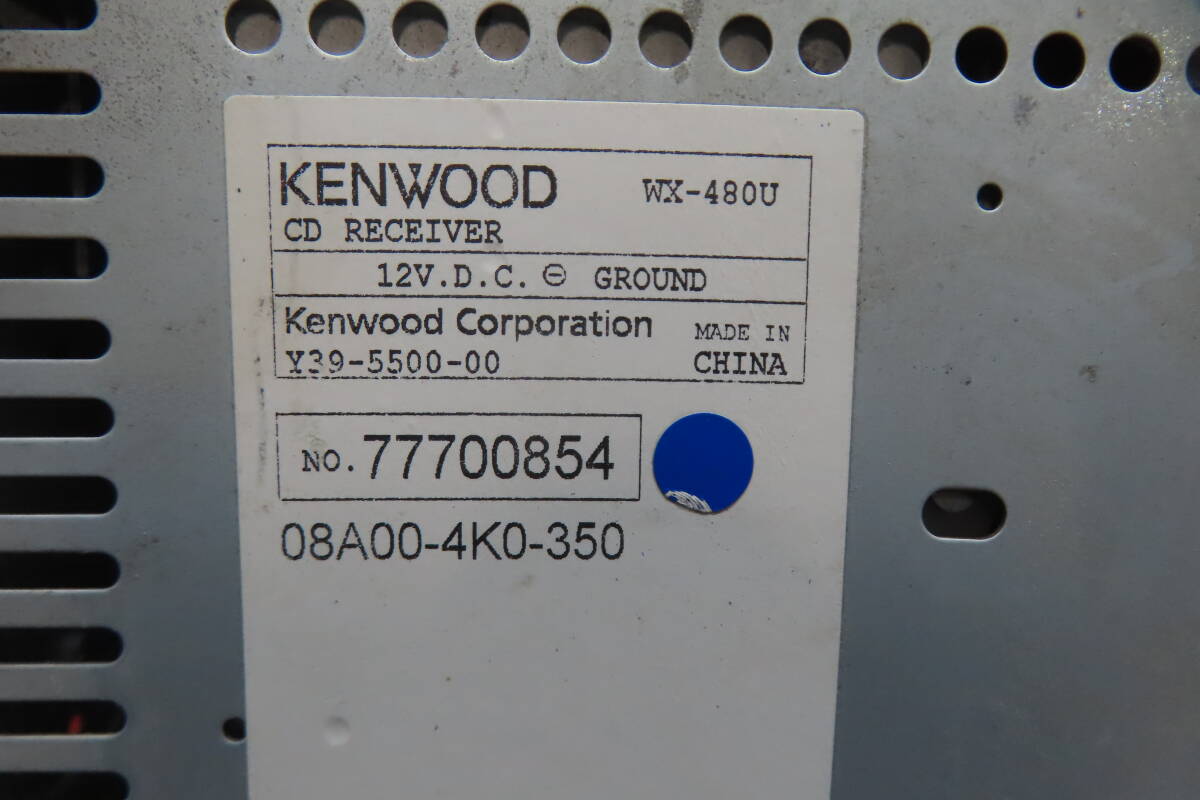 KENWOOD WX-480U
CD RECEIVER
12V.D.C. ⊖ GROUND
Kenwood Corporation MADE IN
Y39-5500-00 CHINA
NO. 77700854
08A00-4K0-350